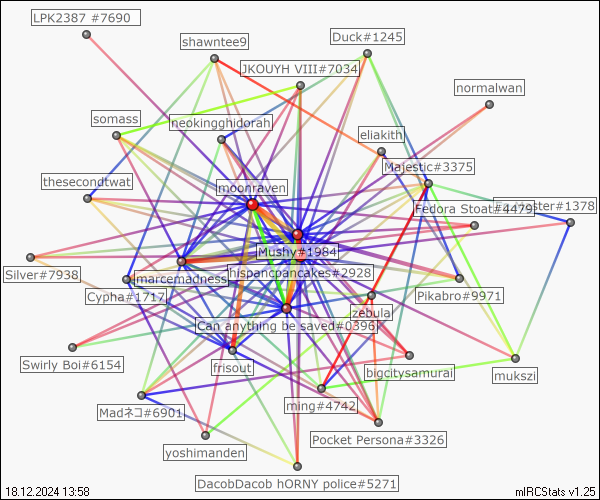 LPK2387 #7690
Duck#1245
shawntee9
JKOUYH VIII#7034
normalwan
somass
neokingghidorah
eliakith
Majestic#3375
thesecondtwat
moonraven
Fedora Stoat#4479
#1378
Mushy#1984
Silver#7938
marcemadness
hispancpancakes#2928
Cypha#1717
Pikabro#9971
zebulal
Can anything be saved#0396
Swirly Boi#6154
frisout
bigcitysamurai
mukszi
Madネコ#6901
ming#4742
Pocket Persona#3326
yoshimanden
DacobDacob hORNY police#5271
18.12.2024 13:58
mIRCStats v1.25